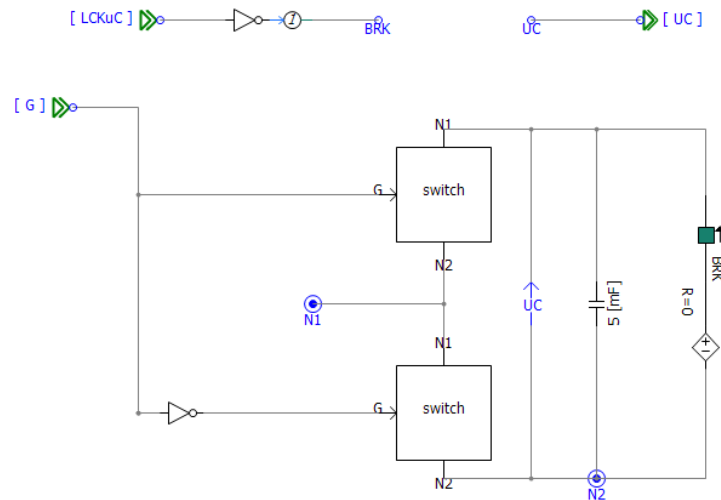 [ LCKuC ]
1
BRK
UC
[ UC ]
[ G ]
N1
G
switch
N2
N1
UC
5 [mF]
R=0
BRK
N1
G
switch
N2
N2